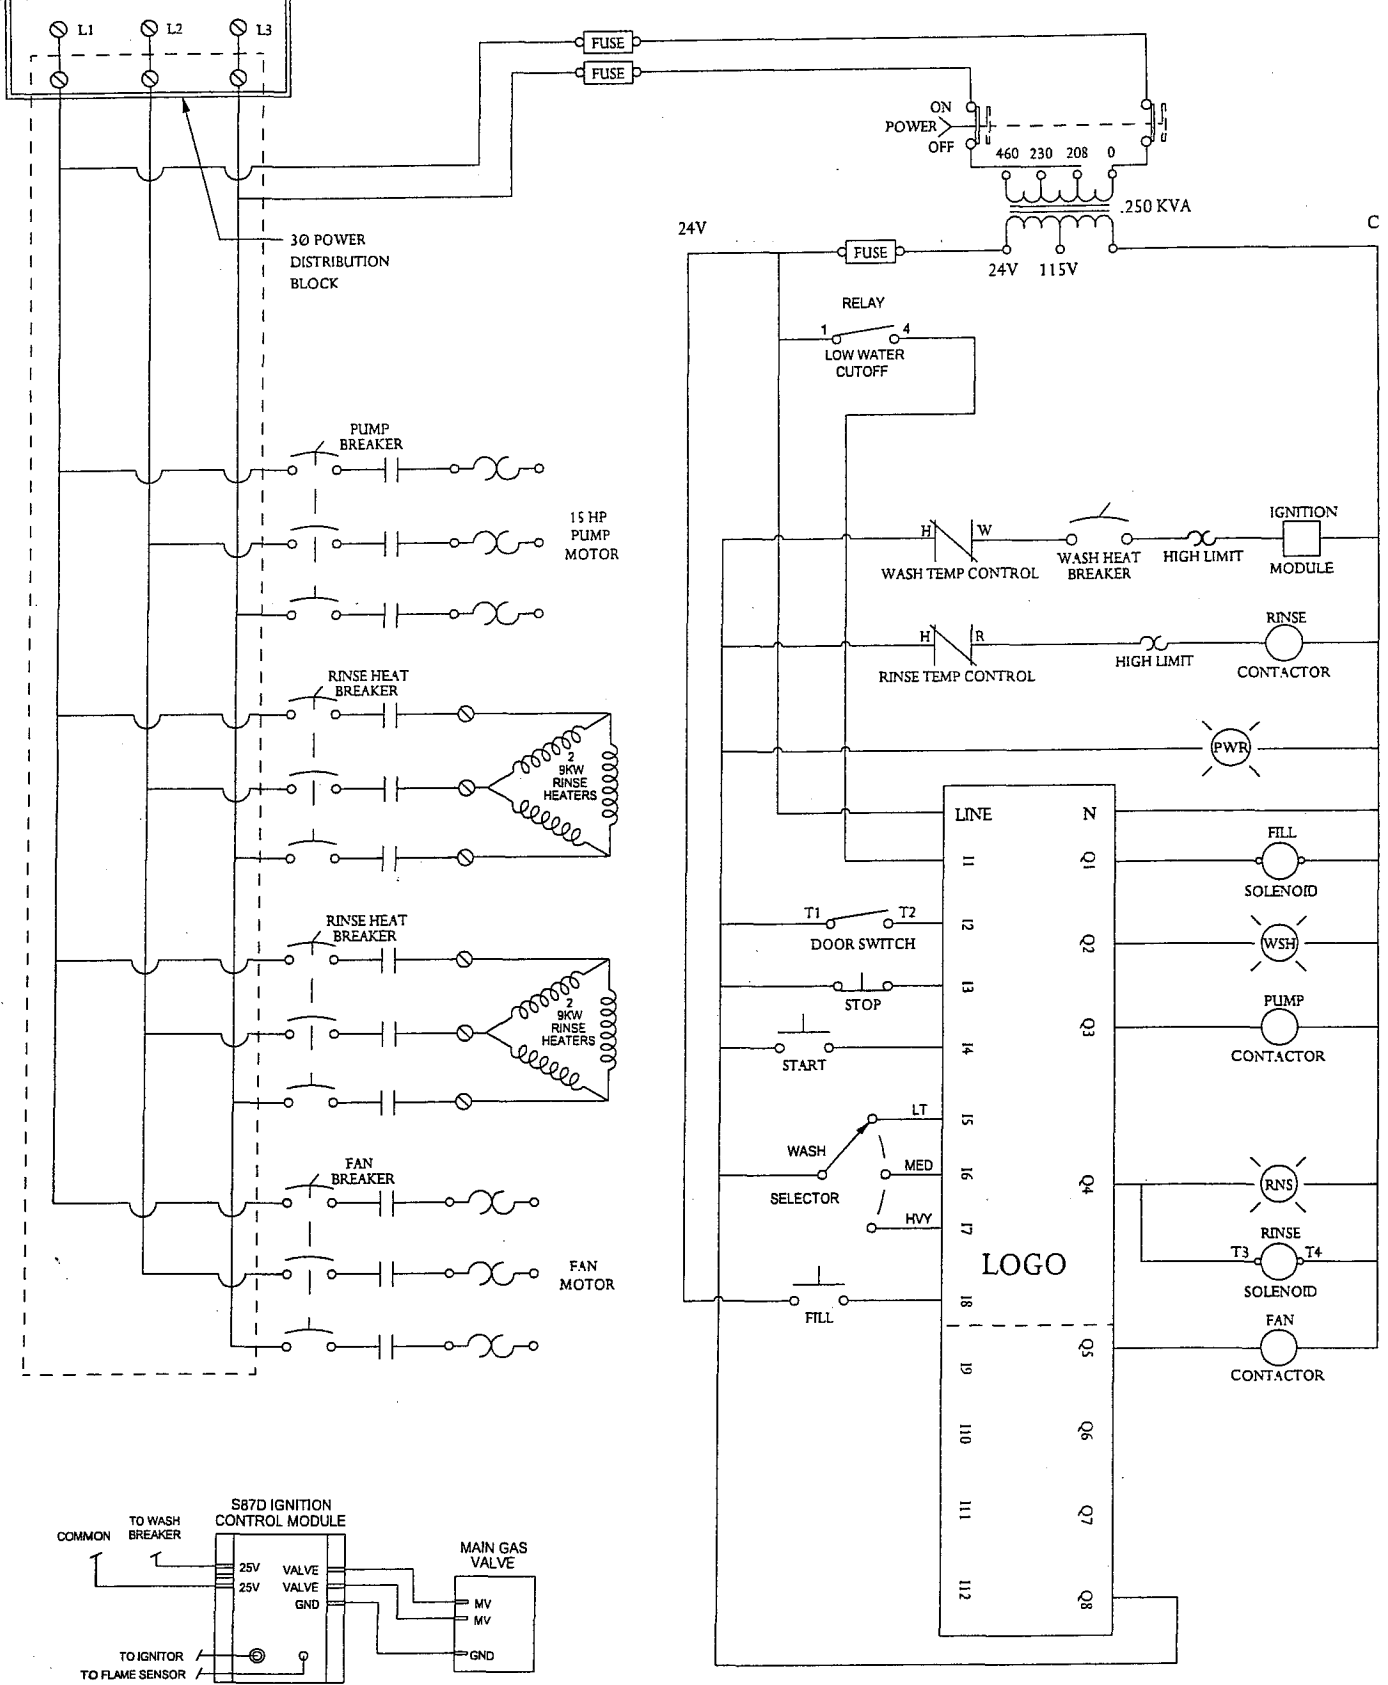 L1
L2
L3
FUSE
FUSE
ON
POWER
OFF
460 230 208 0
.250 KVA
24V
C
3Ø POWER
DISTRIBUTION
BLOCK
FUSE
24V 115V
RELAY
1 4
LOW WATER
CUTOFF
PUMP
BREAKER
15 HP
PUMP
MOTOR
H W
WASH TEMP CONTROL
WASH HEAT
BREAKER
HIGH LIMIT
IGNITION
MODULE
H R
RINSE TEMP CONTROL
HIGH LIMIT
RINSE
CONTACTOR
RINSE HEAT
BREAKER
2
9KW
RINSE
HEATERS
PWR
LINE N
I1 Q1
FILL
SOLENOID
T1 T2
DOOR SWITCH
I2
Q2
WSH
RINSE HEAT
BREAKER
2
9KW
RINSE
HEATERS
STOP
I3
Q3
PUMP
CONTACTOR
START
I4
LT
I5
WASH
SELECTOR
MED
I6
HVY
I7
Q4
RNS
RINSE
T3 T4
SOLENOID
LOGO
FILL
I8
FAN
BREAKER
FAN
MOTOR
Q5
FAN
CONTACTOR
I9
I10
Q6
I11
Q7
I12
Q8
S87D IGNITION
CONTROL MODULE
COMMON
TO WASH
BREAKER
25V VALVE
25V VALVE
GND
MAIN GAS
VALVE
MV
MV
GND
TO IGNITOR
TO FLAME SENSOR